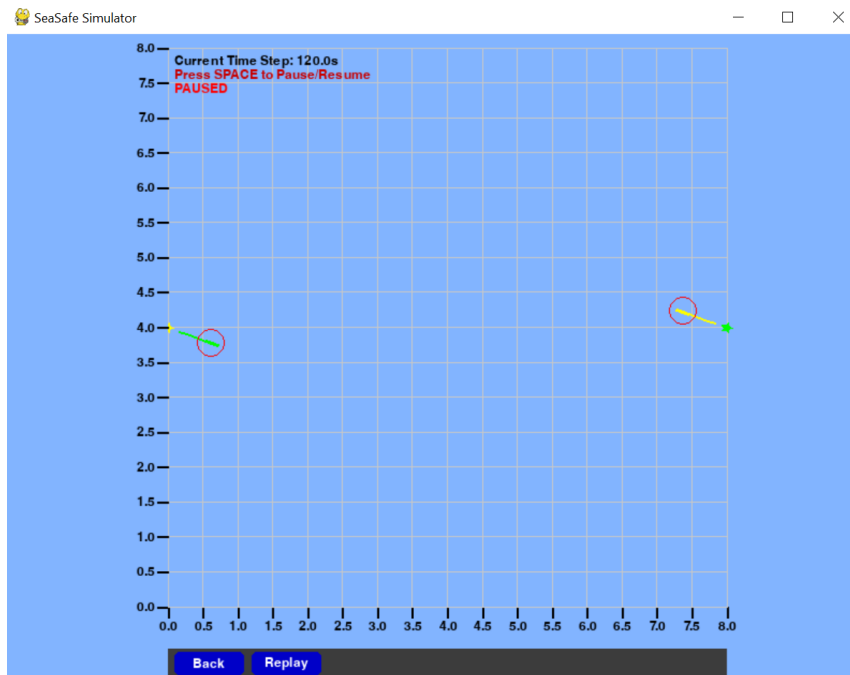 SeaSafe Simulator
8.0
Current Time Step: 120.0s
Press SPACE to Pause/Resume
PAUSED
7.5
7.0
6.5
6.0
5.5
5.0
4.5
4.0
3.5
3.0
2.5
2.0
1.5
1.0
0.5
0.0
0.0 0.5 1.0 1.5 2.0 2.5 3.0 3.5 4.0 4.5 5.0 5.5 6.0 6.5 7.0 7.5 8.0
Back Replay